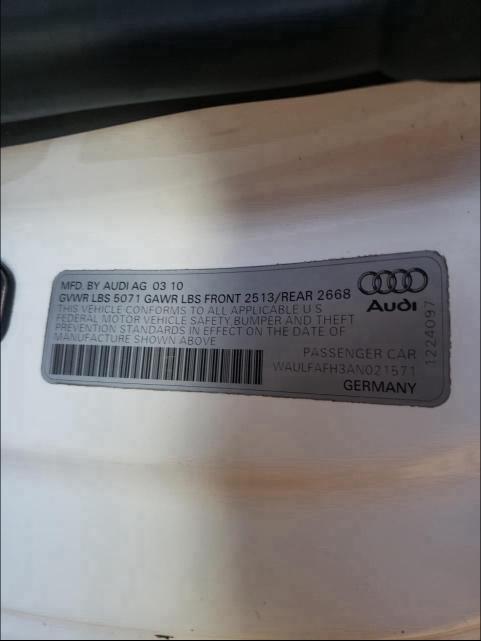 MFD. BY AUDI AG 03 10
GVWR LBS 5071 GAWR LBS FRONT 2513/REAR 2668
THIS VEHICLE CONFORMS TO ALL APPLICABLE U S
FEDERAL MOTOR VEHICLE SAFETY BUMPER AND THEFT
PREVENTION STANDARDS IN EFFECT ON THE DATE OF
MANUFACTURE SHOWN ABOVE
Audi
PASSENGER CAR
WAULFAFH3AN021571
GERMANY
1224097